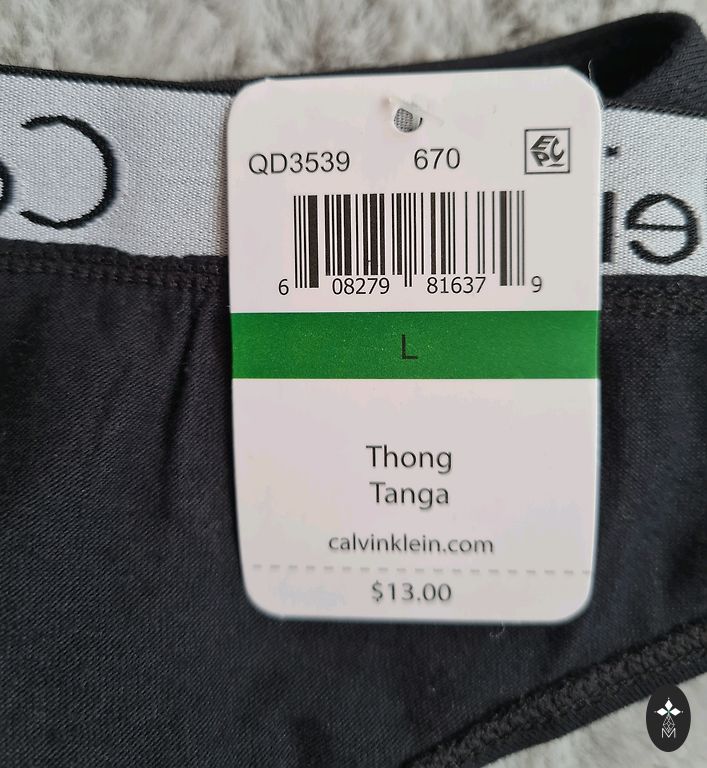 QD3539 670
EPC
6 08279 81637 9
L
Thong
Tanga
calvinklein.com
$13.00
M